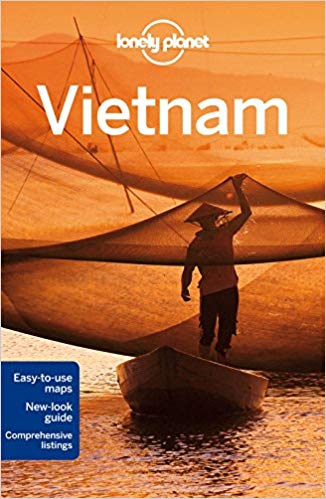 lonely planet
Vietnam
Easy-to-use
maps
New-look
guide
Comprehensive
listings